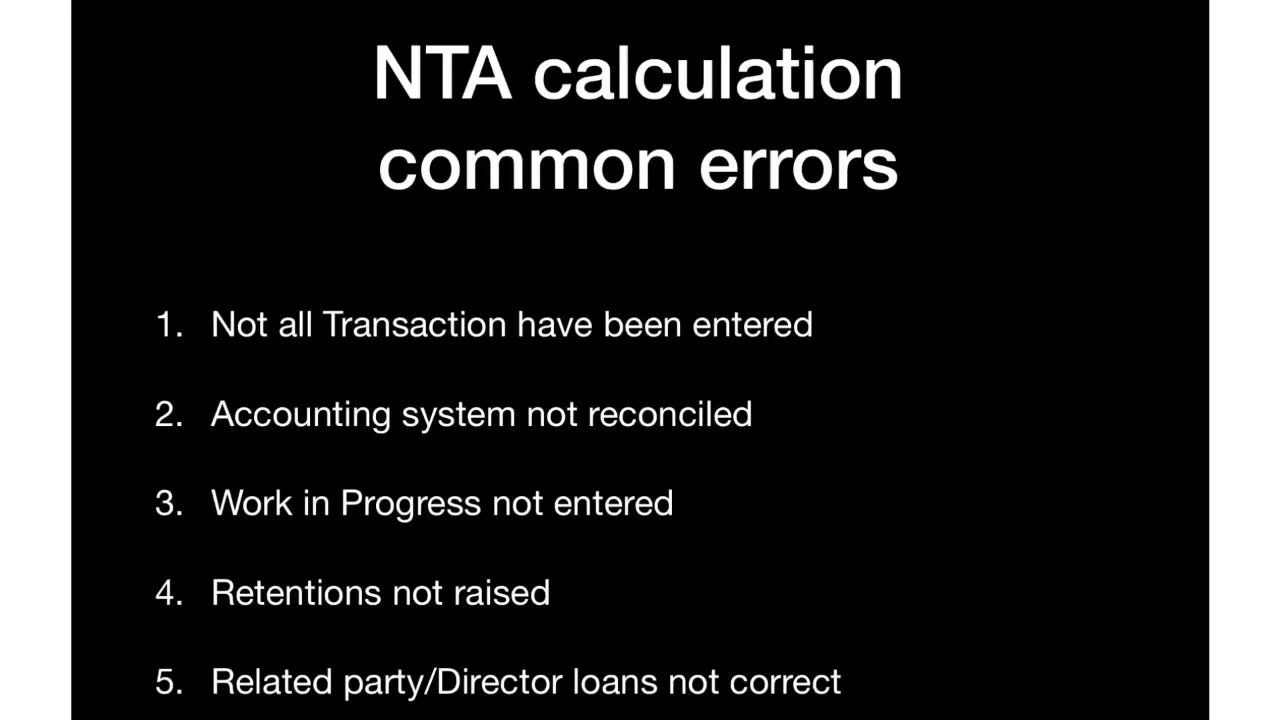 NTA calculation
common errors
1. Not all Transaction have been entered
2. Accounting system not reconciled
3. Work in Progress not entered
4. Retentions not raised
5. Related party/Director loans not correct